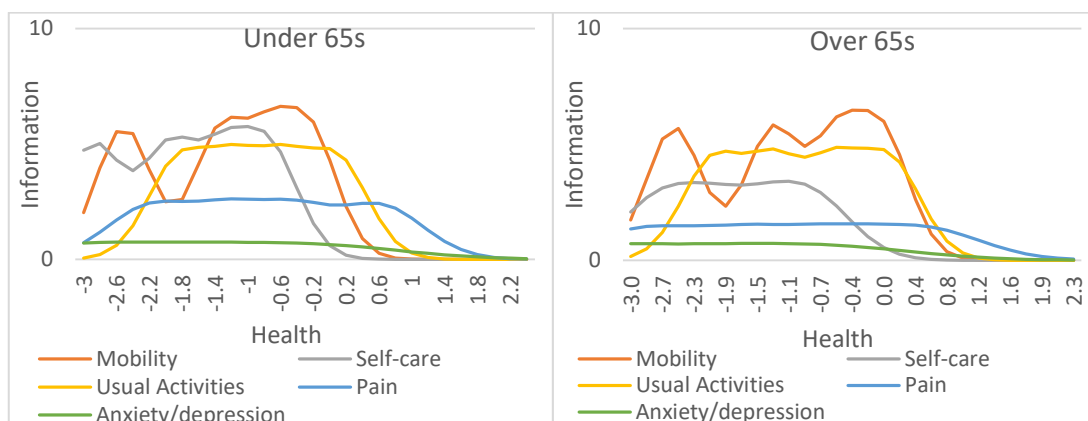 Under 65s
10
Information
0
-3 -2.6 -2.2 -1.8 -1.4 -1 -0.6 -0.2 0.2 0.6 1 1.4 1.8 2.2
Health
Mobility Self-care
Usual Activities Pain
Anxiety/depression
Over 65s
10
Information
0
-3.0 -2.7 -2.3 -1.9 -1.5 -1.1 -0.7 -0.4 0.0 0.4 0.8 1.2 1.6 1.9 2.3
Health
Mobility Self-care
Usual Activities Pain
Anxiety/depression